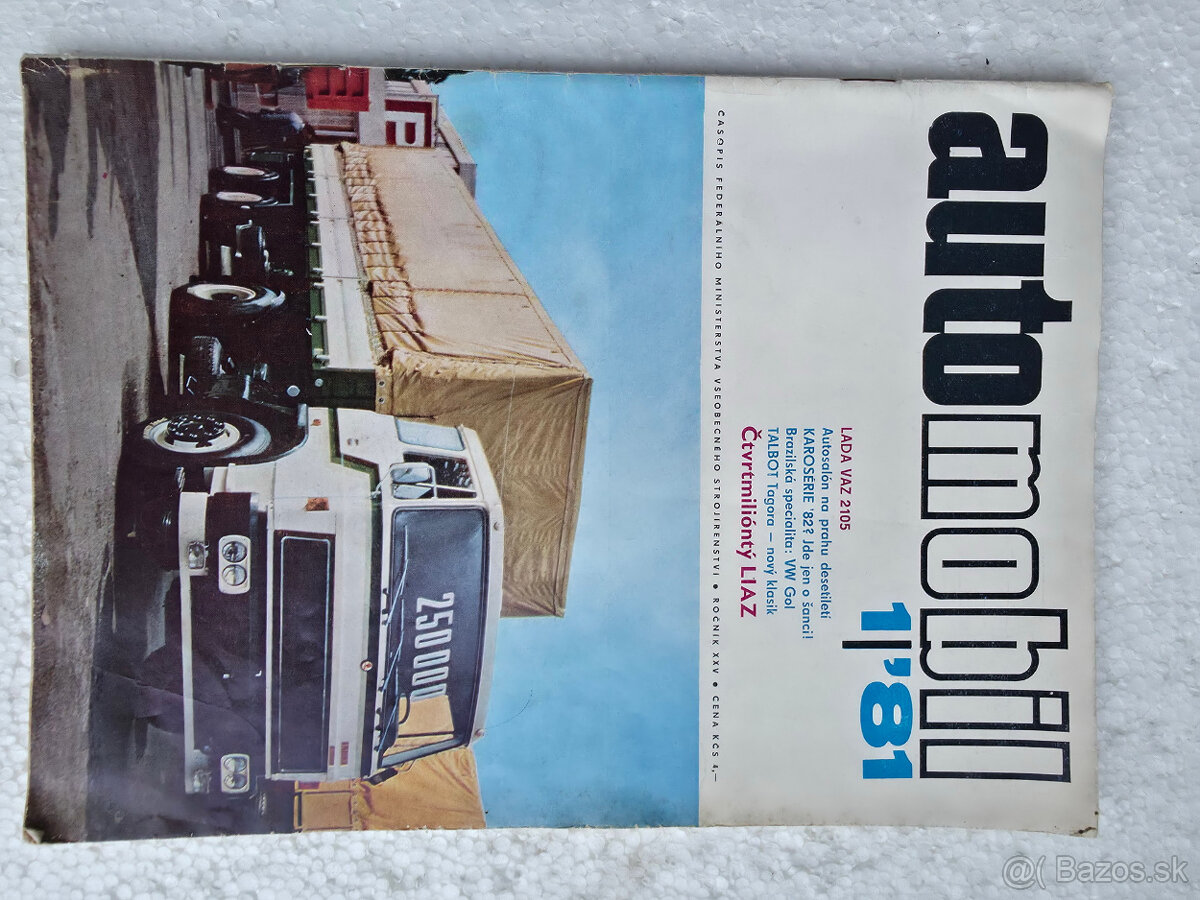 automobil
1/'81
LADA VAZ 2105
Autosalón na prahu desetiletí
KAROSERIE '82? Jde jen o šanci!
Brazilská specialita: VW Gol
TALBOT Tagora – nový klasik
Čtvrtmilióntý LIAZ
ČASOPIS FEDERÁLNÍHO MINISTERSTVA VŠEOBECNÉHO STROJÍRENSTVÍ • ROČNÍK XXV • CENA KČS 4,–
250 000
@( Bazos.sk